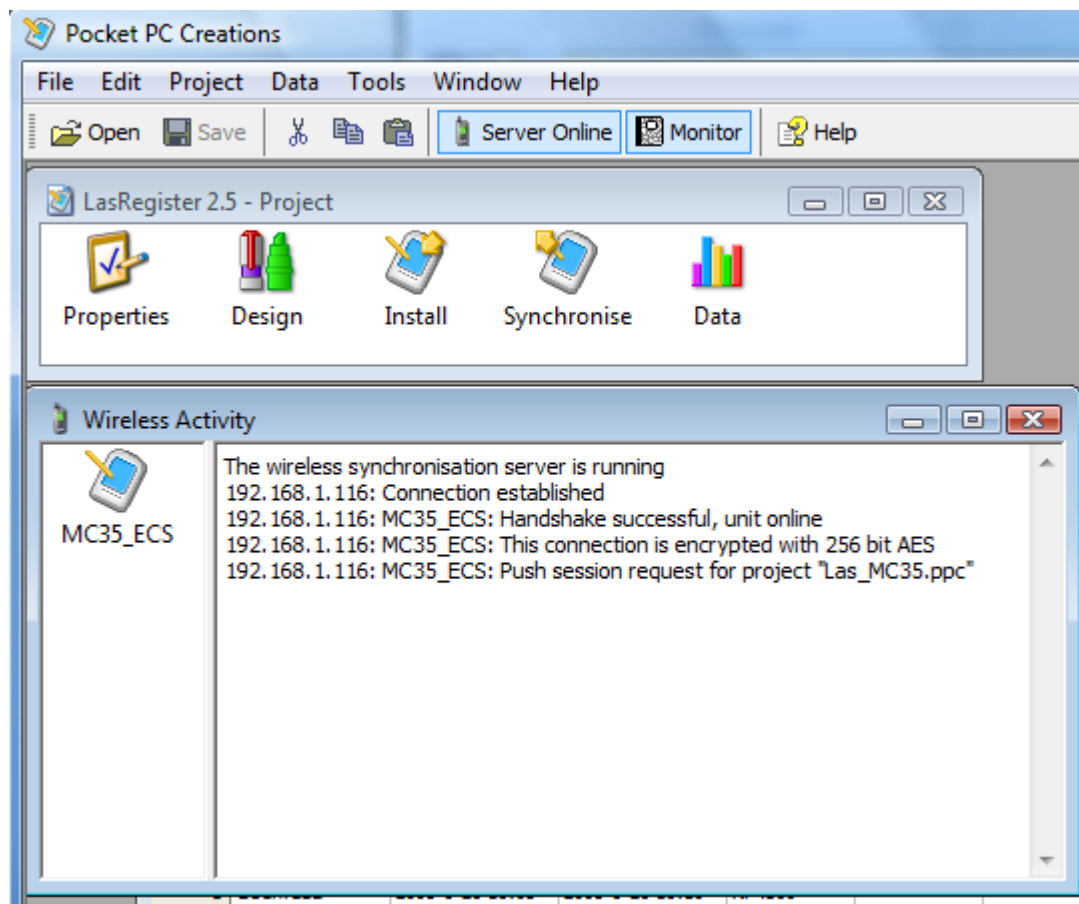 Pocket PC Creations
File Edit Project Data Tools Window Help
Open Save Server Online Monitor Help
LasRegister 2.5 - Project
Properties Design Install Synchronise Data
Wireless Activity
MC35_ECS
The wireless synchronisation server is running
192.168.1.116: Connection established
192.168.1.116: MC35_ECS: Handshake successful, unit online
192.168.1.116: MC35_ECS: This connection is encrypted with 256 bit AES
192.168.1.116: MC35_ECS: Push session request for project "Las_MC35.ppc"